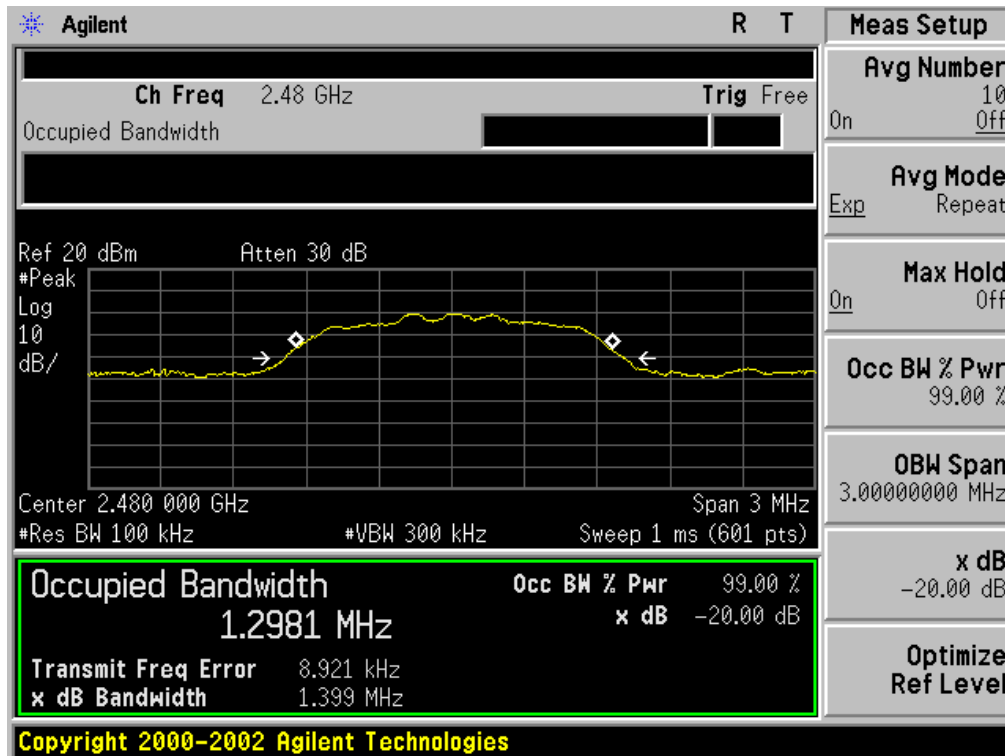 Agilent
R T
Ch Freq 2.48 GHz
Trig Free
Occupied Bandwidth
Ref 20 dBm
Atten 30 dB
#Peak
Log
10
dB/
Center 2.480 000 GHz
Span 3 MHz
#Res BW 100 kHz
#VBW 300 kHz
Sweep 1 ms (601 pts)
Occupied Bandwidth
1.2981 MHz
Occ BW % Pwr 99.00 %
x dB -20.00 dB
Transmit Freq Error 8.921 kHz
x dB Bandwidth 1.399 MHz
Copyright 2000-2002 Agilent Technologies
Meas Setup
Avg Number
10
On Off
Avg Mode
Exp Repeat
Max Hold
On Off
Occ BW % Pwr
99.00 %
OBW Span
3.00000000 MHz
x dB
-20.00 dB
Optimize
Ref Level